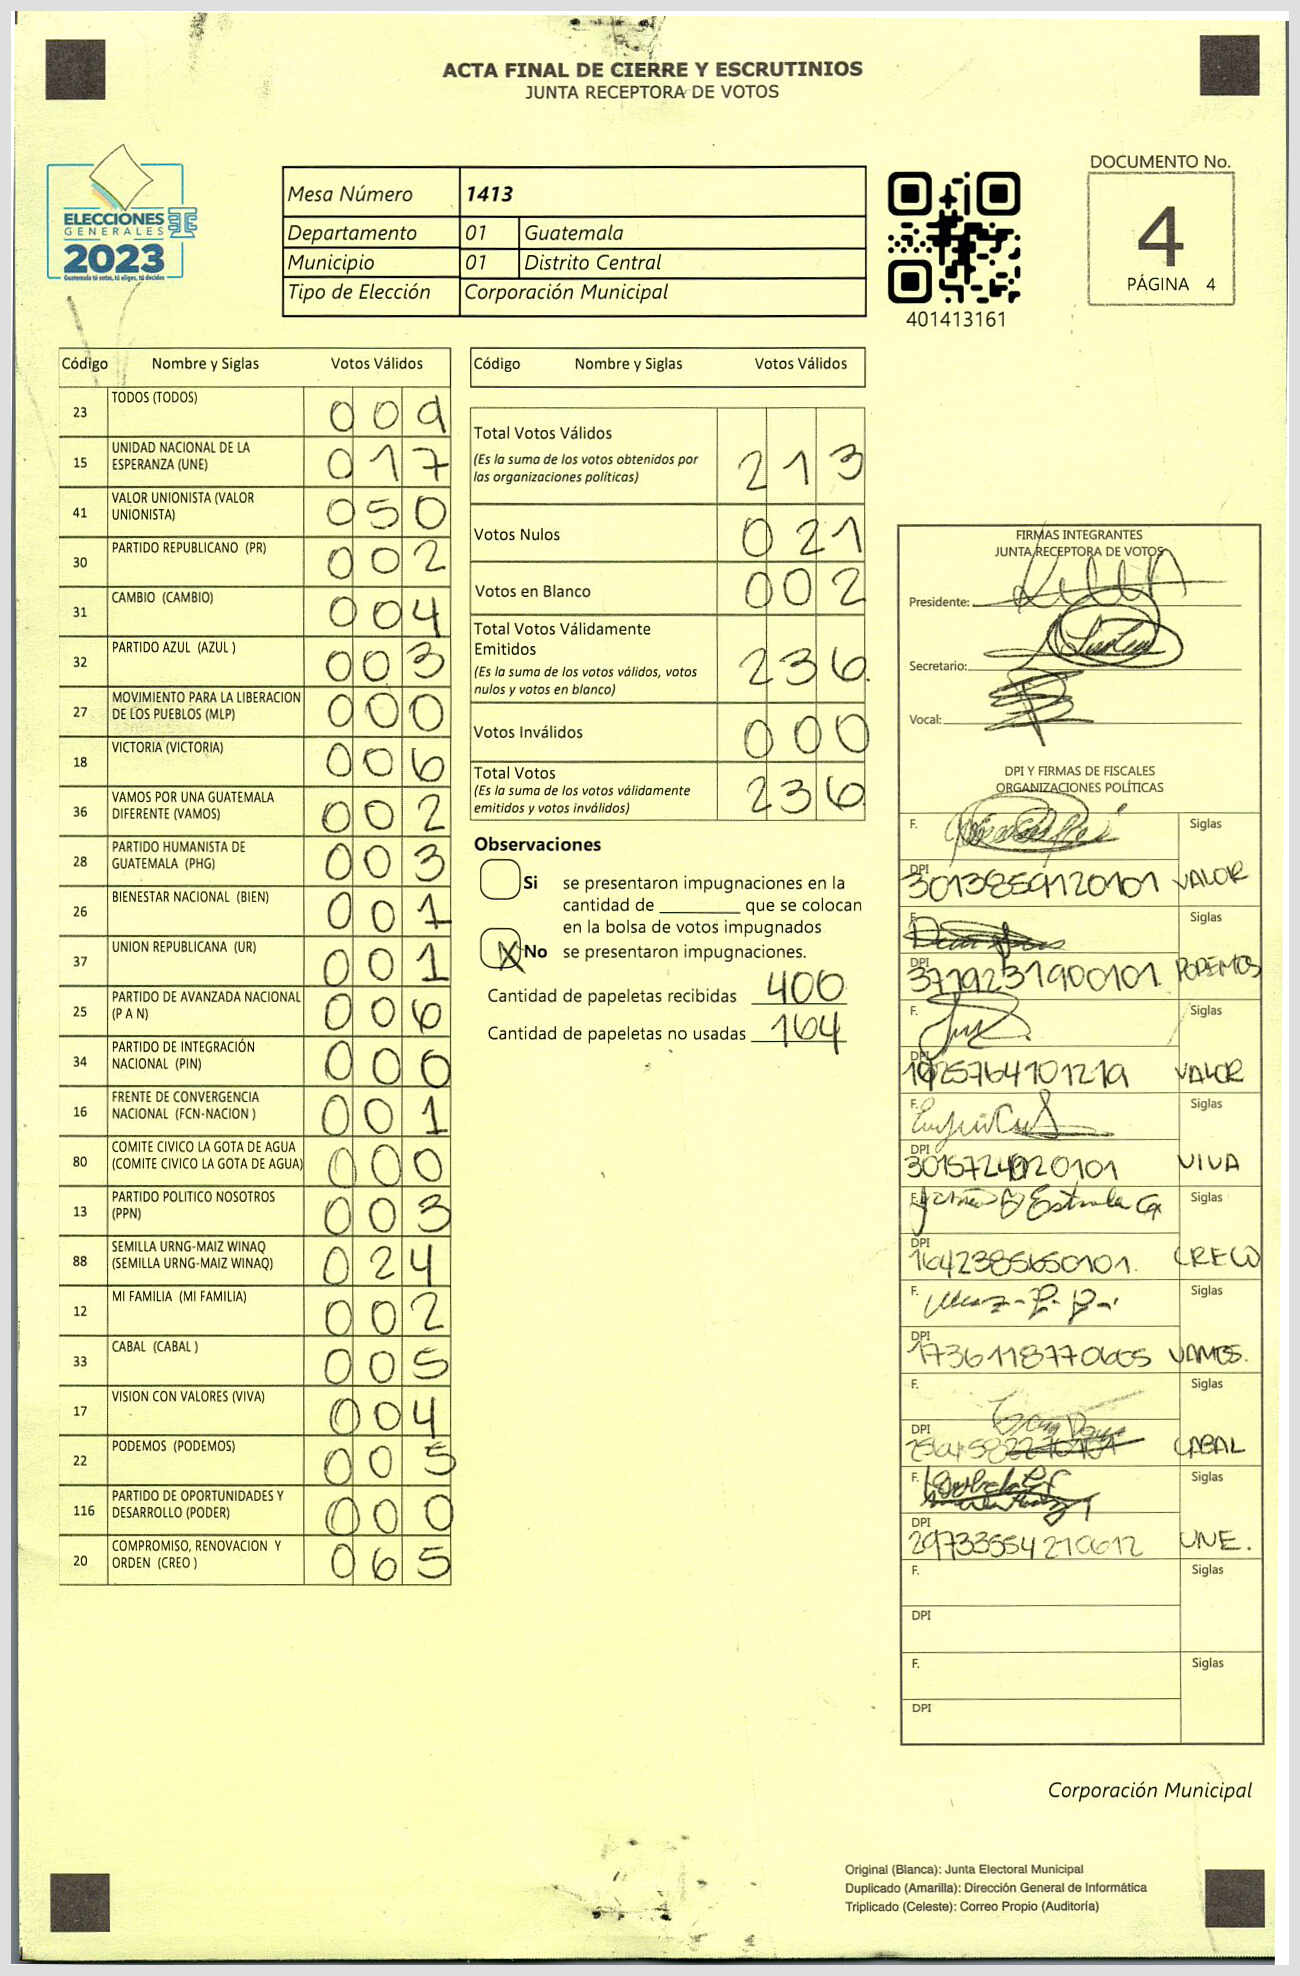 ACTA FINAL DE CIERRE Y ESCRUTINIOS
JUNTA RECEPTORA DE VOTOS
ELECCIONES
GENERALES
2023
Guatemala tú votas, tú eliges, tú decides
Mesa Número 1413
Departamento 01 Guatemala
Municipio 01 Distrito Central
Tipo de Elección Corporación Municipal
401413161
DOCUMENTO No.
4
PÁGINA 4
Código Nombre y Siglas Votos Válidos
23 TODOS (TODOS) 009
15 UNIDAD NACIONAL DE LA
ESPERANZA (UNE) 017
41 VALOR UNIONISTA (VALOR
UNIONISTA) 050
30 PARTIDO REPUBLICANO (PR) 002
31 CAMBIO (CAMBIO) 004
32 PARTIDO AZUL (AZUL ) 003
27 MOVIMIENTO PARA LA LIBERACION
DE LOS PUEBLOS (MLP) 000
18 VICTORIA (VICTORIA) 006
36 VAMOS POR UNA GUATEMALA
DIFERENTE (VAMOS) 002
28 PARTIDO HUMANISTA DE
GUATEMALA (PHG) 003
26 BIENESTAR NACIONAL (BIEN) 001
37 UNION REPUBLICANA (UR) 001
25 PARTIDO DE AVANZADA NACIONAL
(P A N) 006
34 PARTIDO DE INTEGRACIÓN
NACIONAL (PIN) 000
16 FRENTE DE CONVERGENCIA
NACIONAL (FCN-NACION ) 001
80 COMITE CIVICO LA GOTA DE AGUA
(COMITE CIVICO LA GOTA DE AGUA) 000
13 PARTIDO POLITICO NOSOTROS
(PPN) 003
88 SEMILLA URNG-MAIZ WINAQ
(SEMILLA URNG-MAIZ WINAQ) 024
12 MI FAMILIA (MI FAMILIA) 002
33 CABAL (CABAL ) 005
17 VISION CON VALORES (VIVA) 004
22 PODEMOS (PODEMOS) 005
116 PARTIDO DE OPORTUNIDADES Y
DESARROLLO (PODER) 000
20 COMPROMISO, RENOVACION Y
ORDEN (CREO ) 065
Código Nombre y Siglas Votos Válidos
Total Votos Válidos
(Es la suma de los votos obtenidos por
las organizaciones políticas) 213
Votos Nulos 021
Votos en Blanco 002
Total Votos Válidamente
Emitidos
(Es la suma de los votos válidos, votos
nulos y votos en blanco) 236
Votos Inválidos 000
Total Votos
(Es la suma de los votos válidamente
emitidos y votos inválidos) 236
Observaciones
Si se presentaron impugnaciones en la
cantidad de ________ que se colocan
en la bolsa de votos impugnados
X No se presentaron impugnaciones.
Cantidad de papeletas recibidas 400
Cantidad de papeletas no usadas 164
FIRMAS INTEGRANTES
JUNTA RECEPTORA DE VOTOS
Presidente:
Secretario:
Vocal:
DPI Y FIRMAS DE FISCALES
ORGANIZACIONES POLÍTICAS
F. Siglas
DPI 3013859120101 VALOR
F. Siglas
DPI 3719231900101 PODEMOS
F. Siglas
DPI VALOR
F. Siglas
DPI VIVA
F. Siglas
DPI 1642385650101. CREO
F. Siglas
DPI 1736118770605 VAMOS.
F. Siglas
DPI CABAL
F. Siglas
DPI 29733554210612 UNE.
F. Siglas
DPI
F. Siglas
DPI
Corporación Municipal
Original (Blanca): Junta Electoral Municipal
Duplicado (Amarilla): Dirección General de Informática
Triplicado (Celeste): Correo Propio (Auditoría)